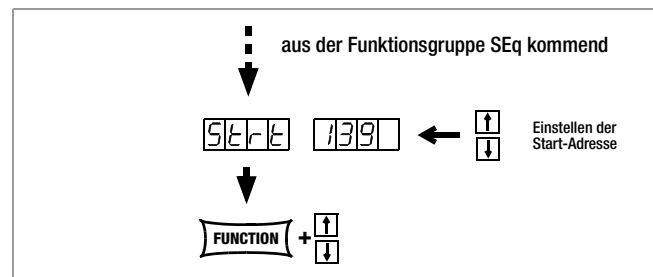 aus der Funktionsgruppe SEq kommend
Strt 139
Einstellen der
Start-Adresse
FUNCTION +